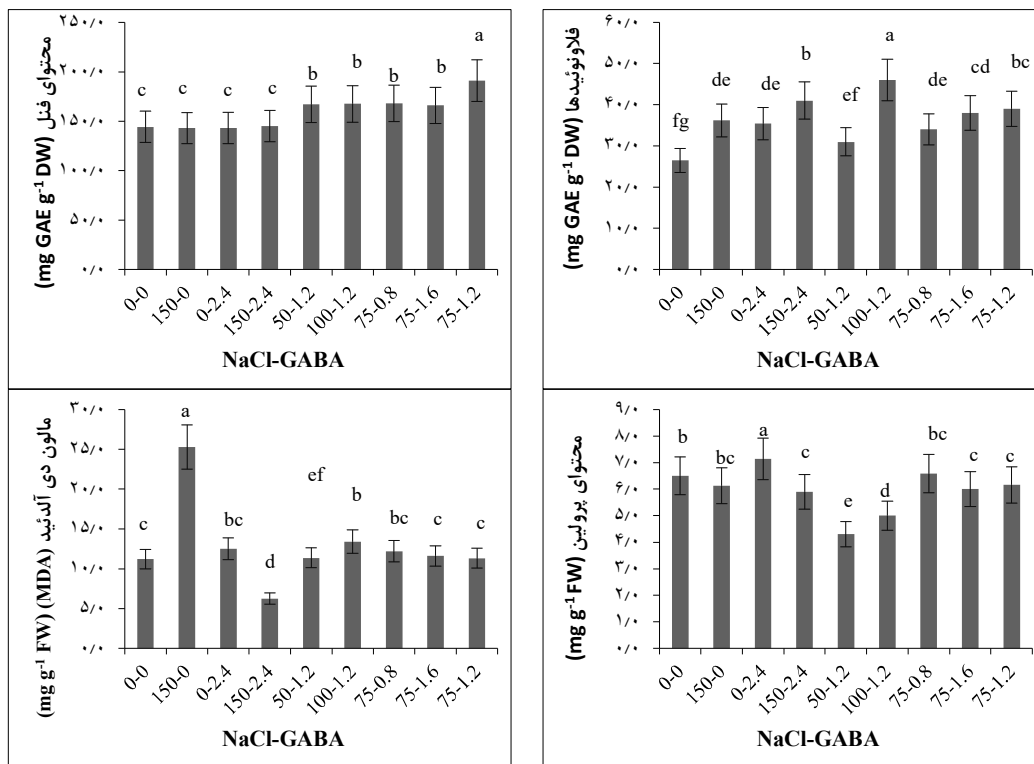 محتوای فنل (mg GAE g⁻¹ DW)
۲۵۰/۰
۲۰۰/۰
۱۵۰/۰
۱۰۰/۰
۵۰/۰
۰/۰
c c c c b b b b a
0-0 150-0 0-2.4 150-2.4 50-1.2 100-1.2 75-0.8 75-1.6 75-1.2
NaCl-GABA
فلاونوئیدها (mg GAE g⁻¹ DW)
۶۰/۰
۵۰/۰
۴۰/۰
۳۰/۰
۲۰/۰
۱۰/۰
۰/۰
fg de de b ef a de cd bc
0-0 150-0 0-2.4 150-2.4 50-1.2 100-1.2 75-0.8 75-1.6 75-1.2
NaCl-GABA
مالون دی آلدئید (MDA) (mg g⁻¹ FW)
۳۰/۰
۲۵/۰
۲۰/۰
۱۵/۰
۱۰/۰
۵/۰
۰/۰
c a bc d ef b bc c c
0-0 150-0 0-2.4 150-2.4 50-1.2 100-1.2 75-0.8 75-1.6 75-1.2
NaCl-GABA
محتوای پرولین (mg g⁻¹ FW)
۹/۰
۸/۰
۷/۰
۶/۰
۵/۰
۴/۰
۳/۰
۲/۰
۱/۰
۰/۰
b bc a c e d bc c c
0-0 150-0 0-2.4 150-2.4 50-1.2 100-1.2 75-0.8 75-1.6 75-1.2
NaCl-GABA